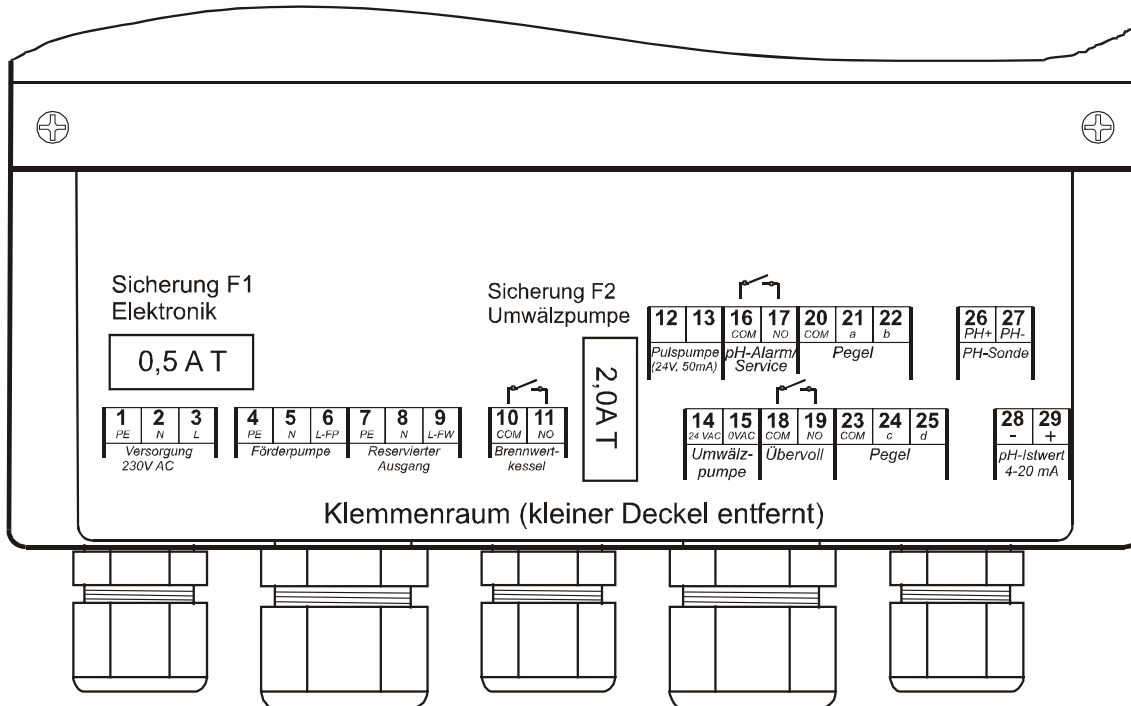 Sicherung F1
Elektronik
0,5 A T
Sicherung F2
Umwälzpumpe
2,0A T
12 13 16 17 20 21 22
COM NO COM a b
Pulspumpe
(24V, 50mA)
pH-Alarm/
Service
Pegel
26 27
PH+ PH-
PH-Sonde
1 2 3
PE N L
Versorgung
230V AC
4 5 6
PE N L-FP
Förderpumpe
7 8 9
PE N L-FW
Reservierter
Ausgang
10 11
COM NO
Brennwert-
kessel
14 15 18 19 23 24 25
24 VAC 0VAC COM NO COM c d
Umwälz-
pumpe
Übervoll
Pegel
28 29
- +
pH-Istwert
4-20 mA
Klemmenraum (kleiner Deckel entfernt)